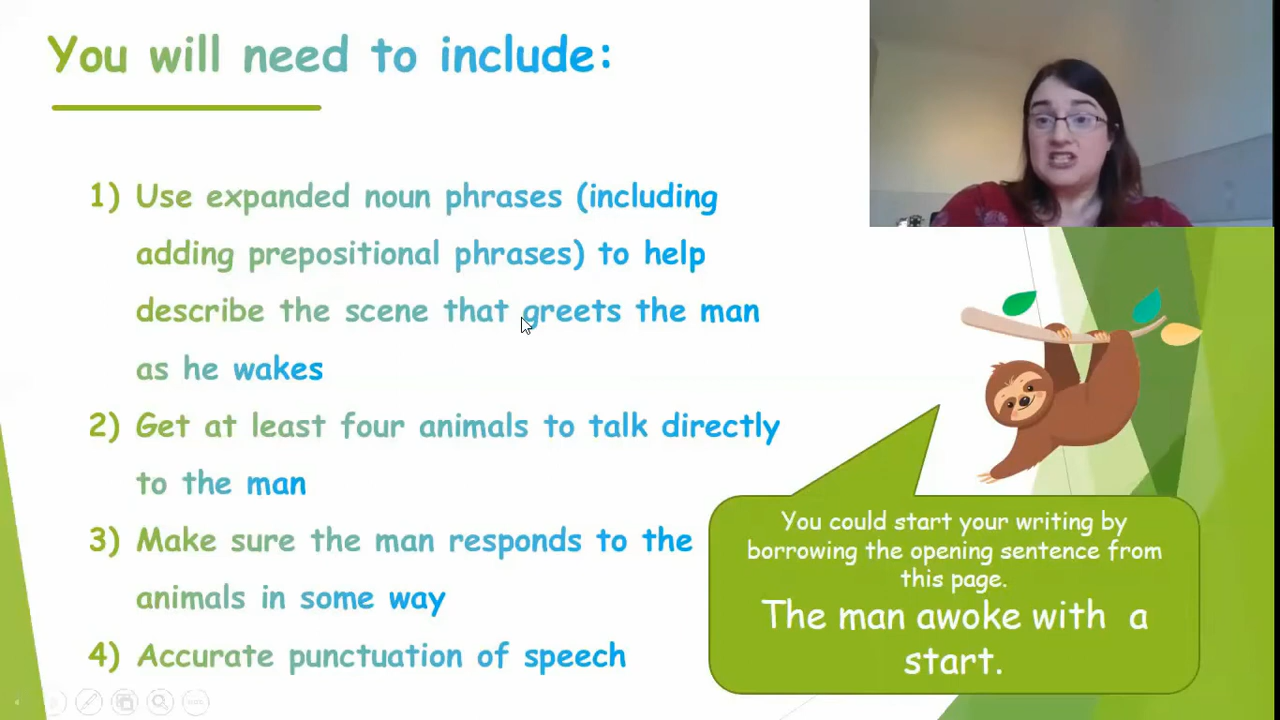 You will need to include:
1) Use expanded noun phrases (including
adding prepositional phrases) to help
describe the scene that greets the man
as he wakes
2) Get at least four animals to talk directly
to the man
3) Make sure the man responds to the
animals in some way
4) Accurate punctuation of speech
You could start your writing by
borrowing the opening sentence from
this page.
The man awoke with a
start.
4